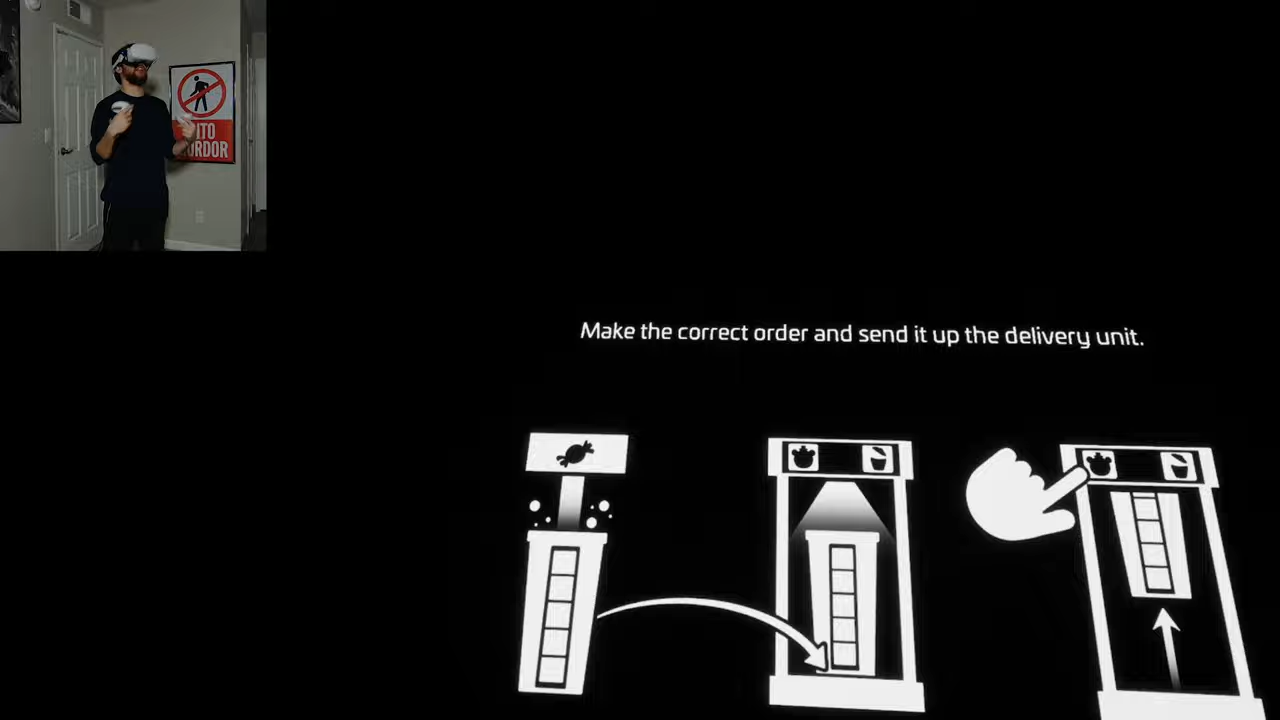 Make the correct order and send it up the delivery unit.